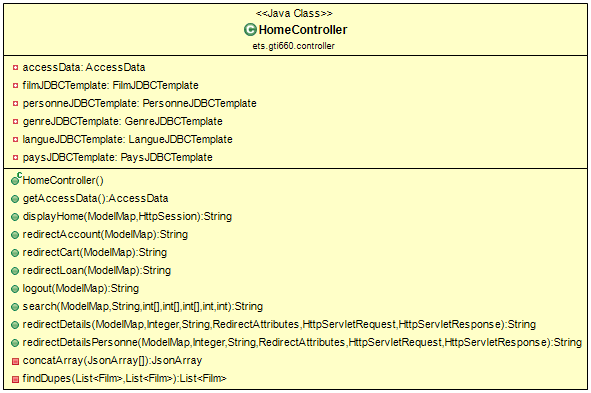 <<Java Class>>
HomeController
ets.gti660.controller
accessData: AccessData
filmJDBCTemplate: FilmJDBCTemplate
personneJDBCTemplate: PersonneJDBCTemplate
genreJDBCTemplate: GenreJDBCTemplate
langueJDBCTemplate: LangueJDBCTemplate
paysJDBCTemplate: PaysJDBCTemplate
HomeController()
getAccessData():AccessData
displayHome(ModelMap,HttpSession):String
redirectAccount(ModelMap):String
redirectCart(ModelMap):String
redirectLoan(ModelMap):String
logout(ModelMap):String
search(ModelMap,String,int[],int[],int[],int,int):String
redirectDetails(ModelMap,Integer,String,RedirectAttributes,HttpServletRequest,HttpServletResponse):String
redirectDetailsPersonne(ModelMap,Integer,String,RedirectAttributes,HttpServletRequest,HttpServletResponse):String
concatArray(JsonArray[]):JsonArray
findDupes(List<Film>,List<Film>):List<Film>